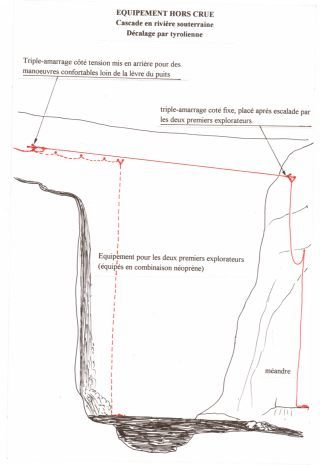 EQUIPEMENT HORS CRUE
Cascade en rivière souterraine
Décalage par tyrolienne
Triple-amarrage côté tension mis en arrière pour des
manoeuvres confortables loin de la lèvre du puits
triple-amarrage coté fixe, placé après escalade par
les deux premiers explorateurs
Equipement pour les deux premiers explorateurs
(équipés en combinaison néoprène)
méandre